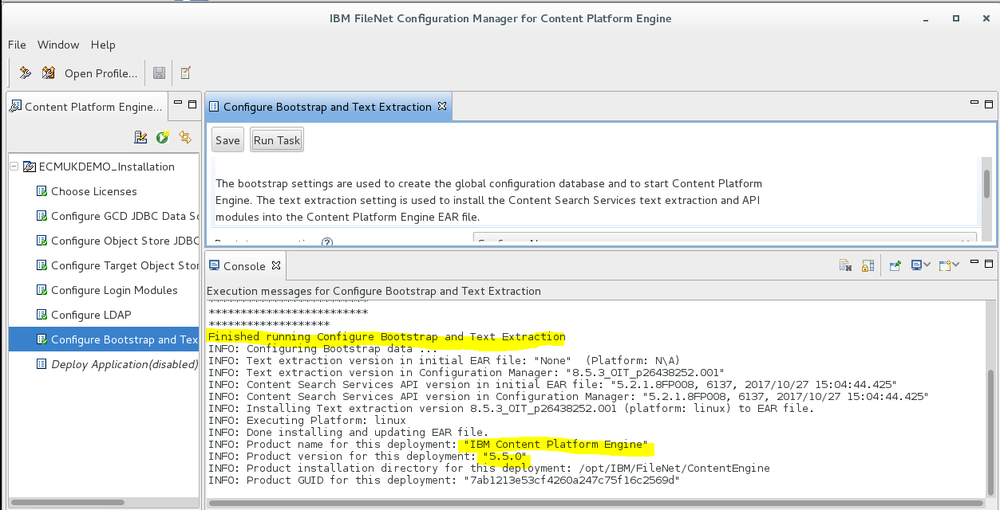 IBM FileNet Configuration Manager for Content Platform Engine
File Window Help
Open Profile...
Content Platform Engine...
ECMUKDEMO_Installation
Choose Licenses
Configure GCD JDBC Data So
Configure Object Store JDBC
Configure Target Object Stor
Configure Login Modules
Configure LDAP
Configure Bootstrap and Tex
Deploy Application(disabled)
Configure Bootstrap and Text Extraction
Save Run Task
The bootstrap settings are used to create the global configuration database and to start Content Platform
Engine. The text extraction setting is used to install the Content Search Services text extraction and API
modules into the Content Platform Engine EAR file.
Console
Execution messages for Configure Bootstrap and Text Extraction
*************************
*******************
Finished running Configure Bootstrap and Text Extraction
INFO: Configuring Bootstrap data ...
INFO: Text extraction version in initial EAR file: "None"  (Platform: N\A)
INFO: Text extraction version in Configuration Manager: "8.5.3_OIT_p26438252.001"
INFO: Content Search Services API version in initial EAR file: "5.2.1.8FP008, 6137, 2017/10/27 15:04:44.425"
INFO: Content Search Services API version in Configuration Manager: "5.2.1.8FP008, 6137, 2017/10/27 15:04:44.425"
INFO: Installing Text extraction version 8.5.3_OIT_p26438252.001 (platform: linux) to EAR file.
INFO: Executing Platform: linux
INFO: Done installing and updating EAR file.
INFO: Product name for this deployment: "IBM Content Platform Engine"
INFO: Product version for this deployment: "5.5.0"
INFO: Product installation directory for this deployment: /opt/IBM/FileNet/ContentEngine
INFO: Product GUID for this deployment: "7ab1213e53cf4260a247c75f16c2569d"